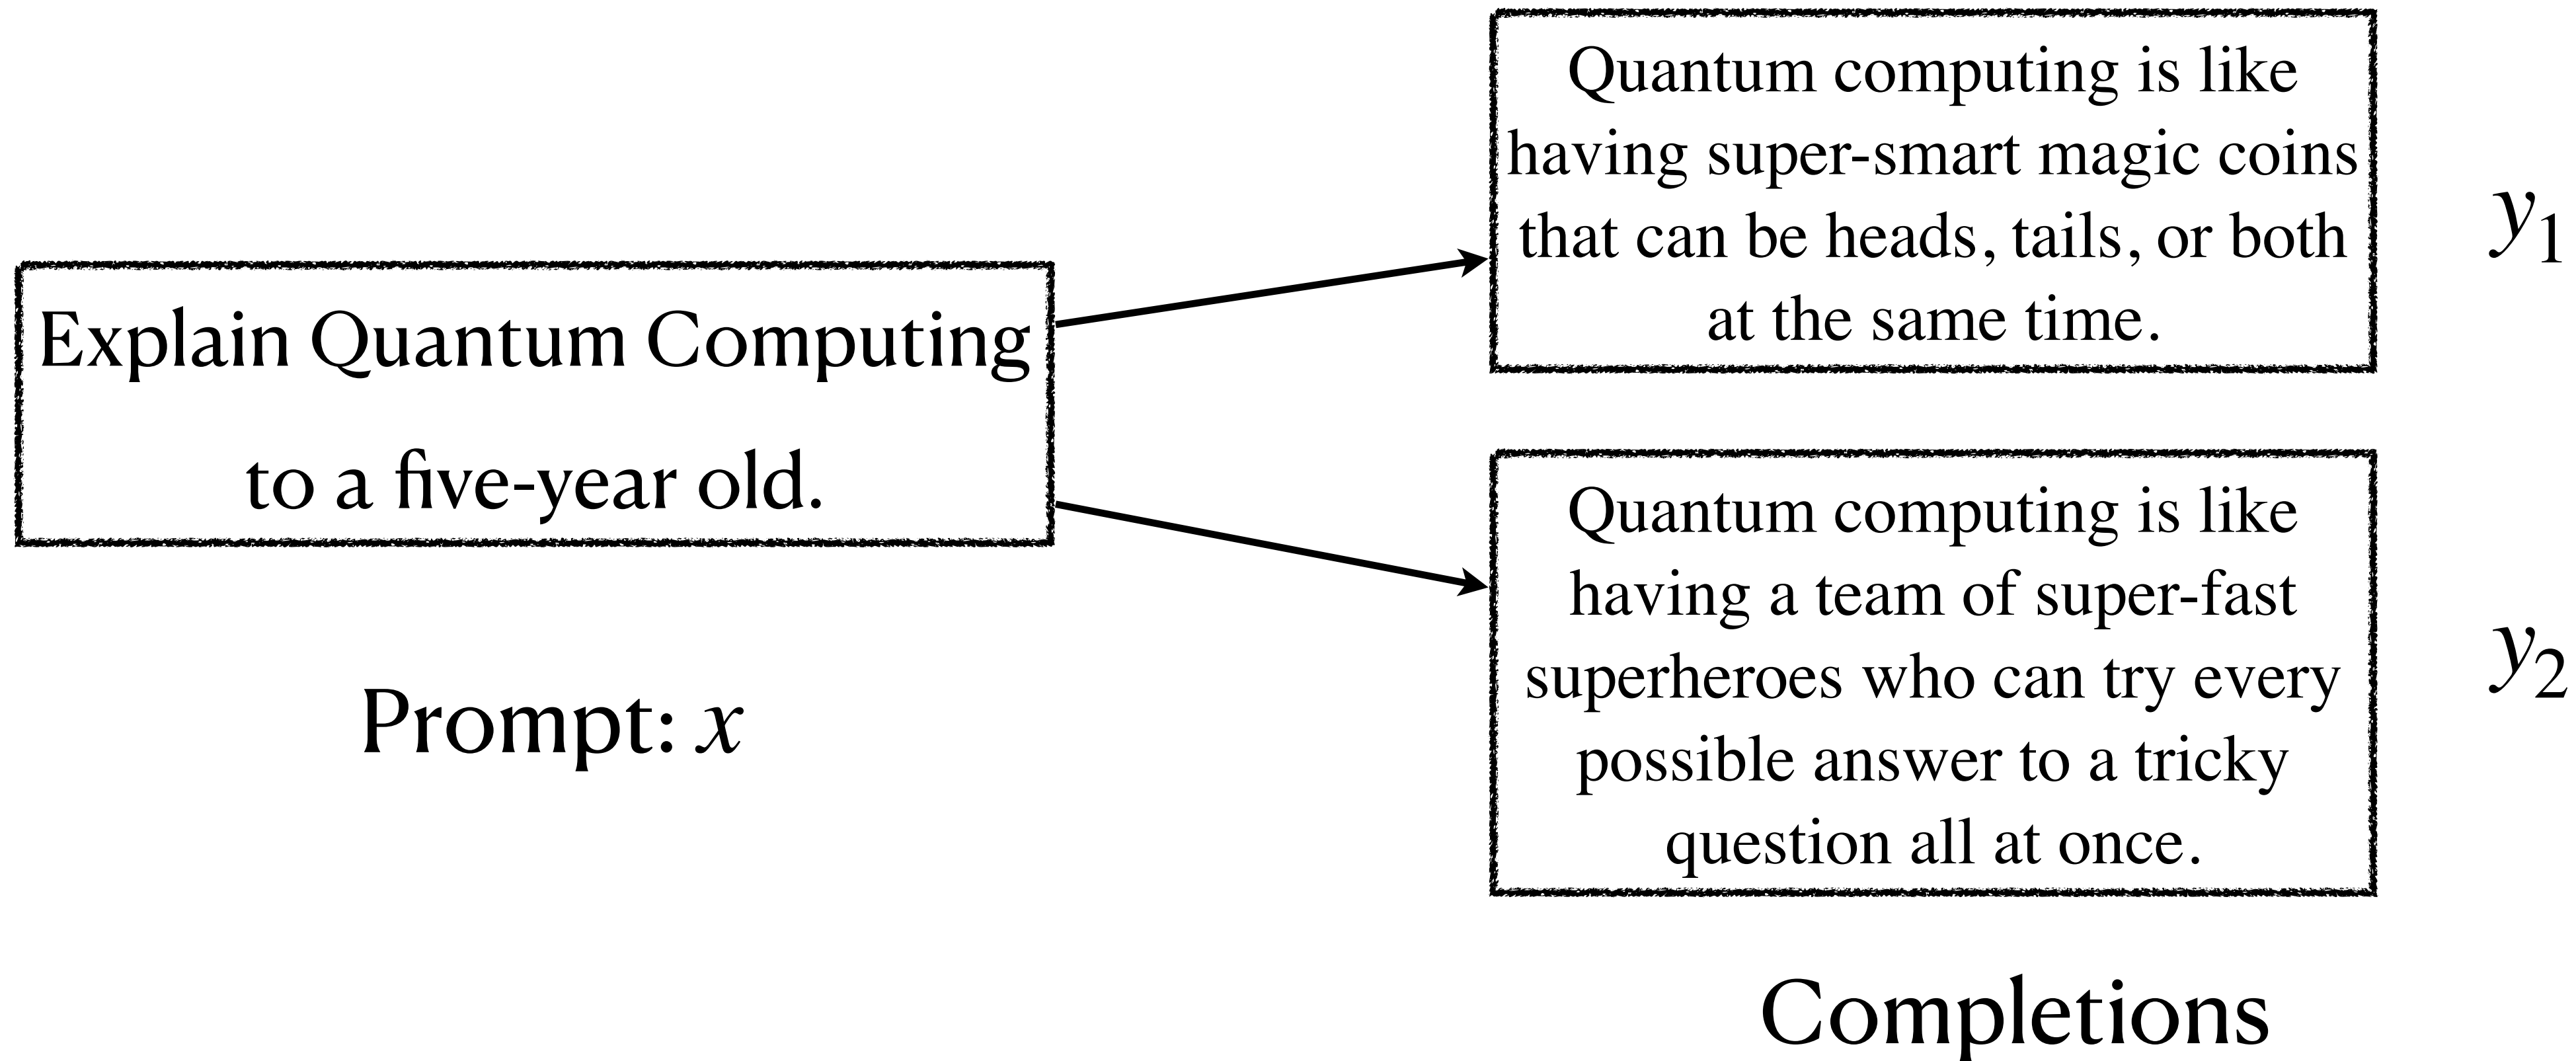 Explain Quantum Computing
to a five-year old.
Prompt: x
Quantum computing is like
having super-smart magic coins
that can be heads, tails, or both
at the same time.
y₁
Quantum computing is like
having a team of super-fast
superheroes who can try every
possible answer to a tricky
question all at once.
y₂
Completions